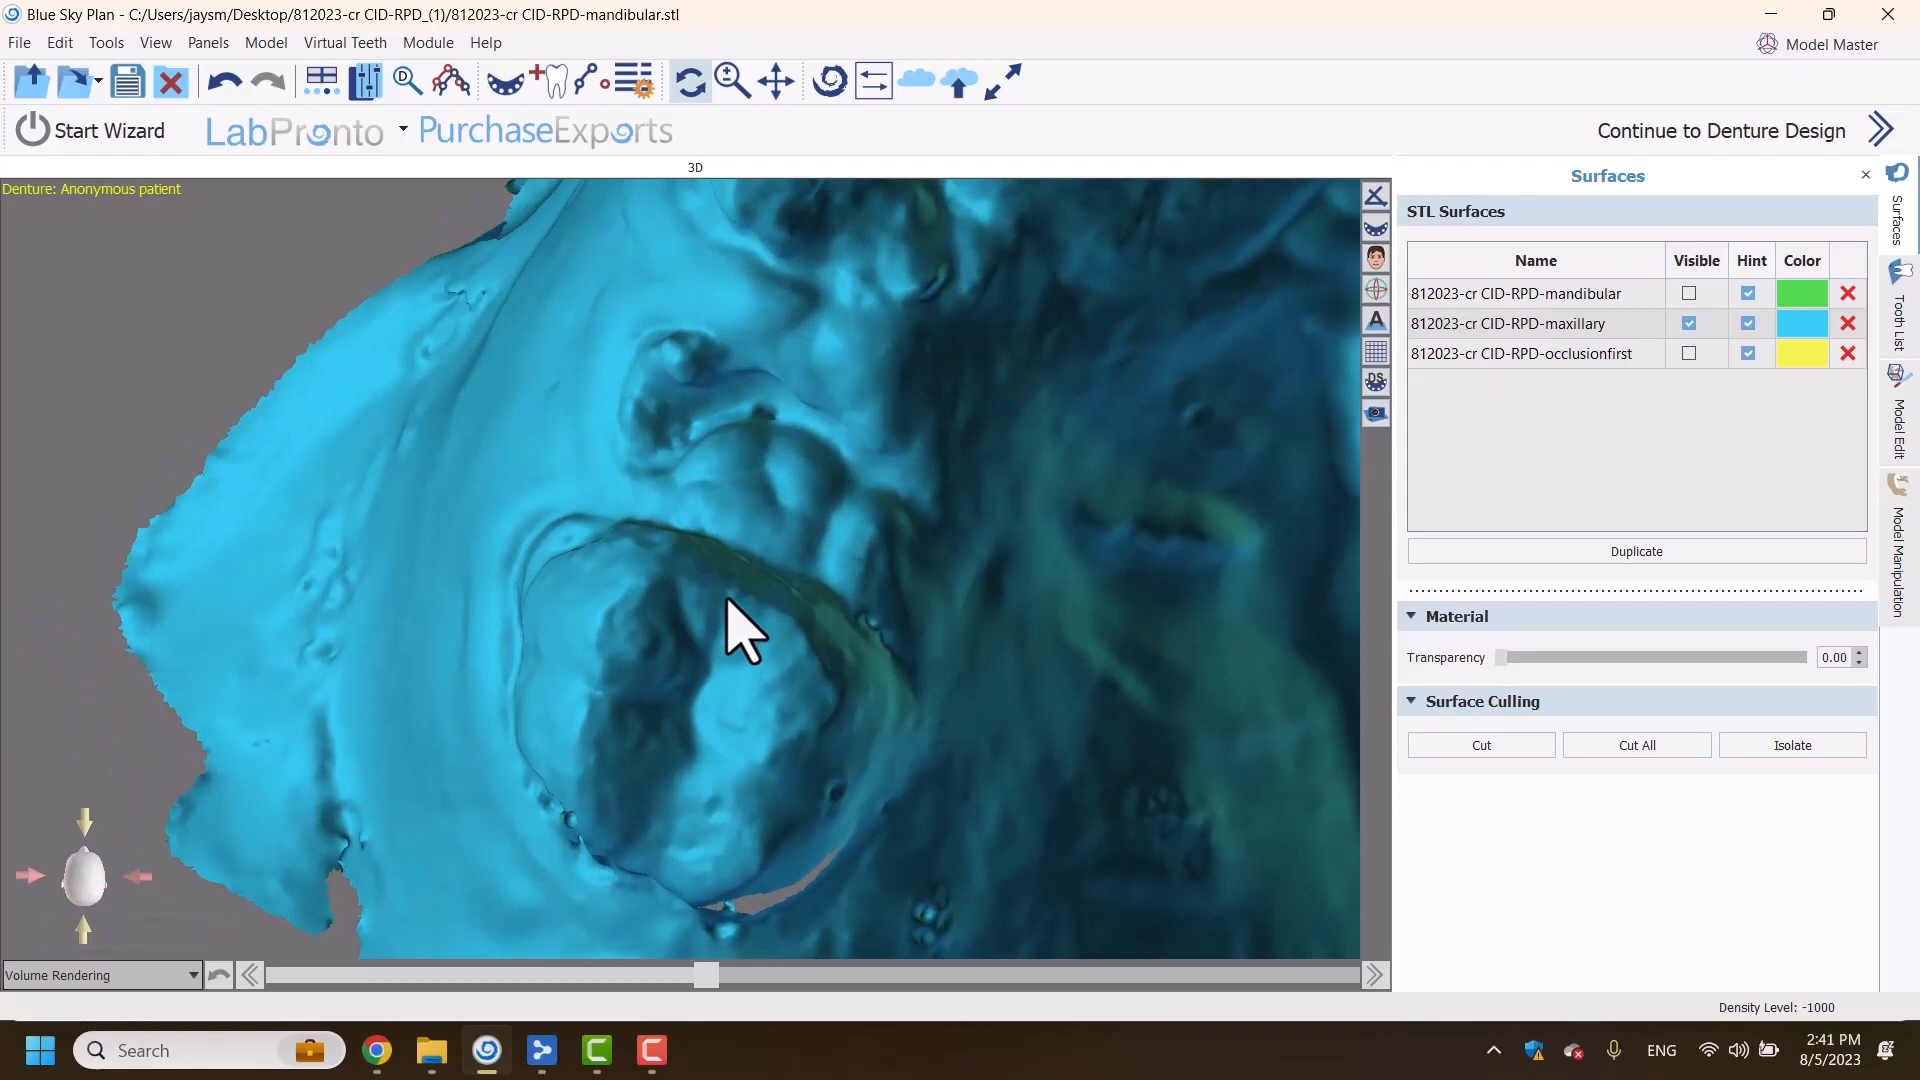 Blue Sky Plan - C:/Users/jaysm/Desktop/812023-cr CID-RPD_(1)/812023-cr CID-RPD-mandibular.stl
File Edit Tools View Panels Model Virtual Teeth Module Help
Model Master
D
Start Wizard LabPronto PurchaseExports Continue to Denture Design
3D
Denture: Anonymous patient
A
DS
Surfaces
STL Surfaces
Name Visible Hint Color
812023-cr CID-RPD-mandibular
812023-cr CID-RPD-maxillary
812023-cr CID-RPD-occlusionfirst
Duplicate
Material
Transparency 0.00
Surface Culling
Cut Cut All Isolate
Surfaces
Tooth List
Model Edit
Model Manipulation
Volume Rendering
Density Level: -1000
Search
ENG
2:41 PM
8/5/2023